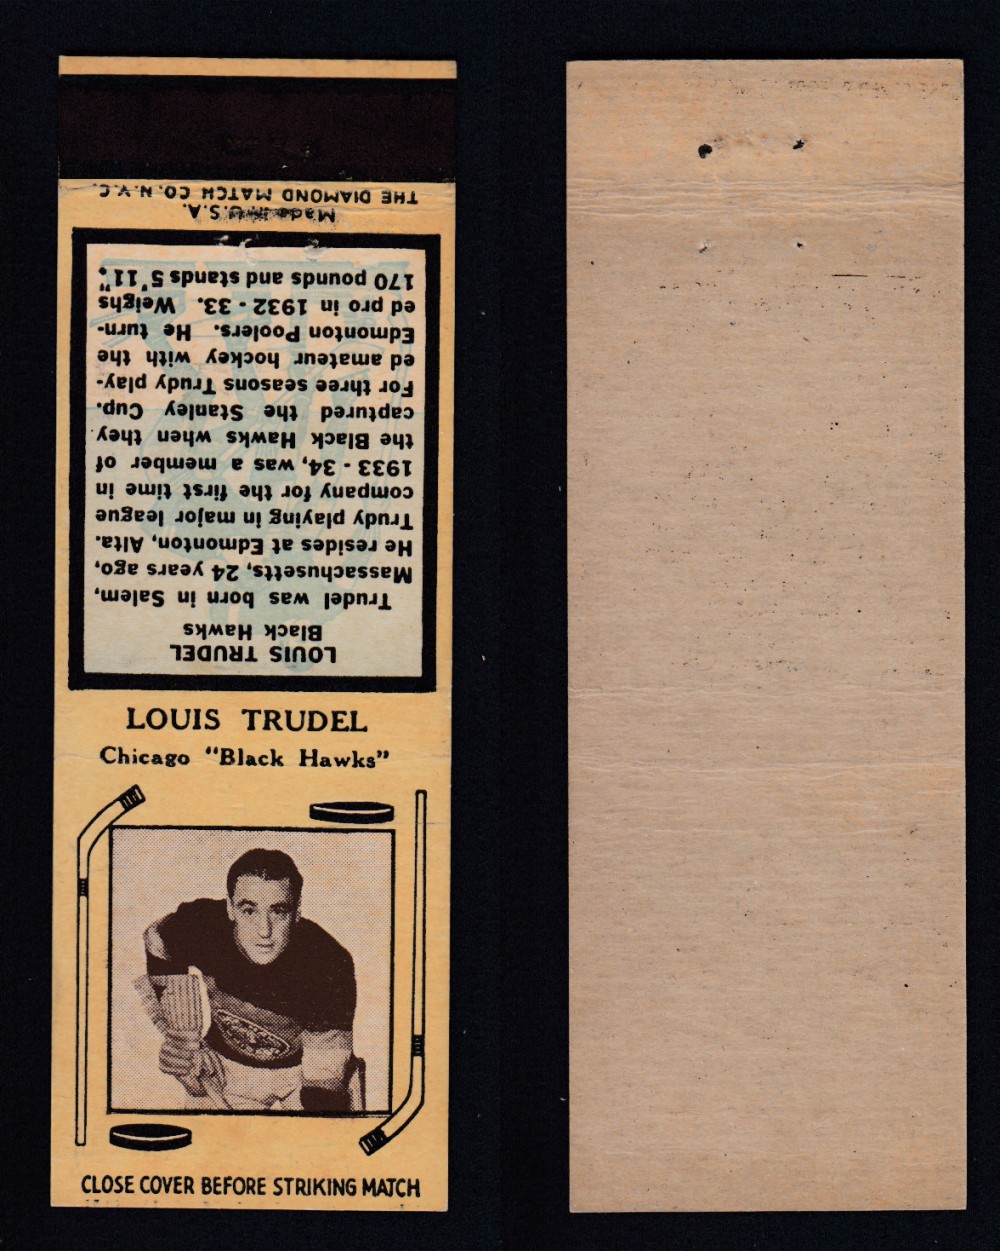 THE DIAMOND MATCH CO. N.Y.C.
Made in U.S.A.
LOUIS TRUDEL
Black Hawks
Trudel was born in Salem,
Massachusetts, 24 years ago,
He resides at Edmonton, Alta.
Trudy playing in major league
company for the first time in
1933 - 34, was a member of
the Black Hawks when they
captured the Stanley Cup.
For three seasons Trudy play-
ed amateur hockey with the
Edmonton Poolers. He turn-
ed pro in 1932 - 33. Weighs
170 pounds and stands 5' 11".
LOUIS TRUDEL
Chicago "Black Hawks"
CLOSE COVER BEFORE STRIKING MATCH